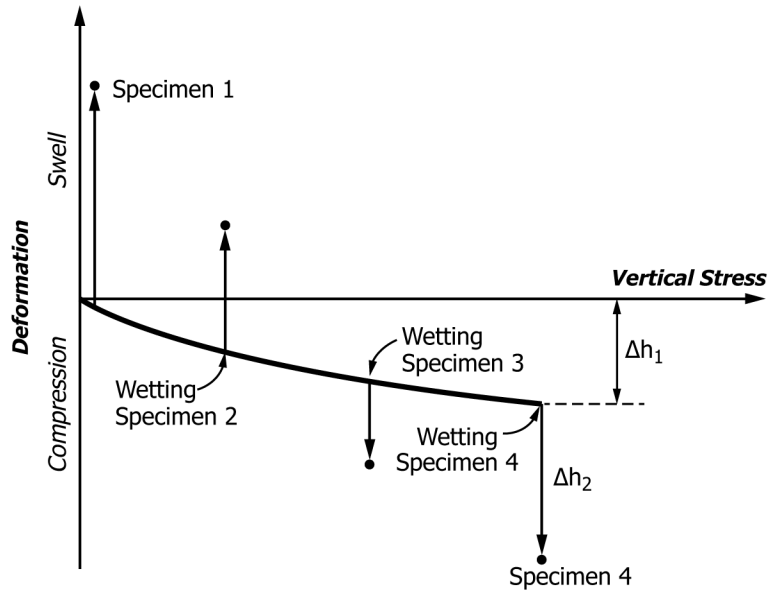 Specimen 1
Swell
Deformation
Vertical Stress
Compression
Wetting
Specimen 3
Δh1
Wetting
Specimen 2
Wetting
Specimen 4
Δh2
Specimen 4